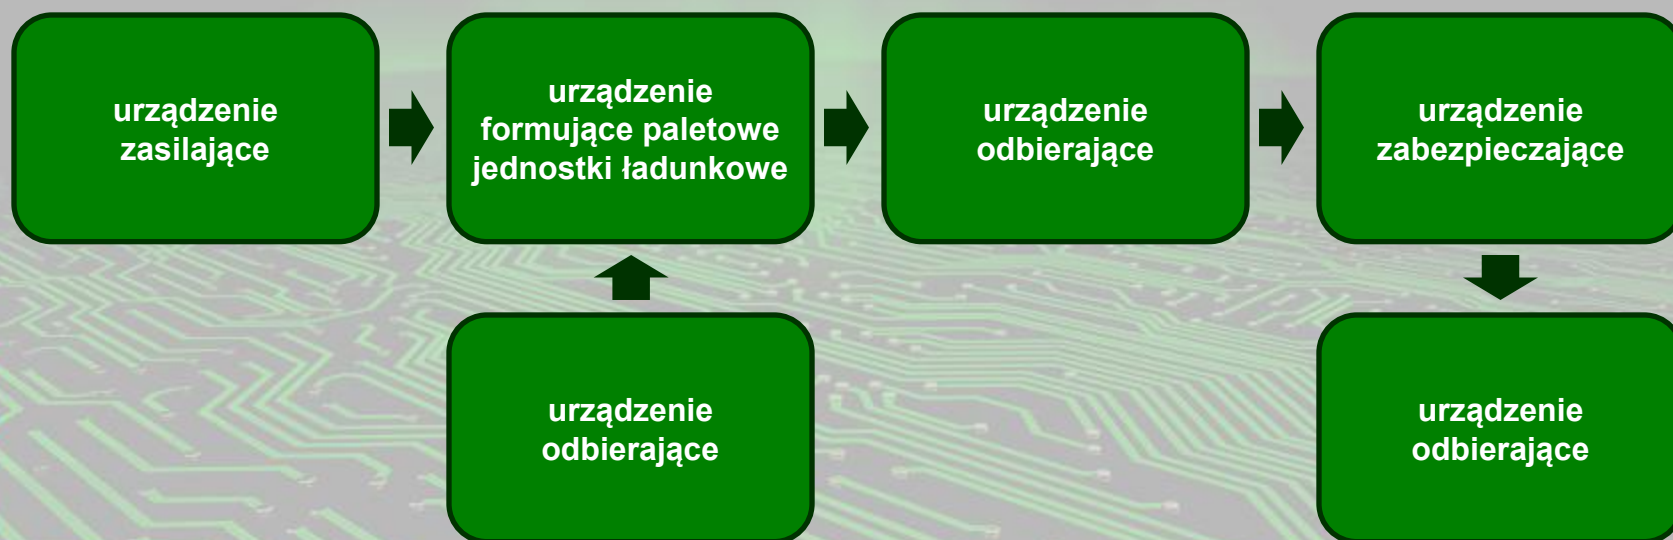 urządzenie
zasilające
urządzenie
formujące paletowe
jednostki ładunkowe
urządzenie
odbierające
urządzenie
zabezpieczające
urządzenie
odbierające
urządzenie
odbierające